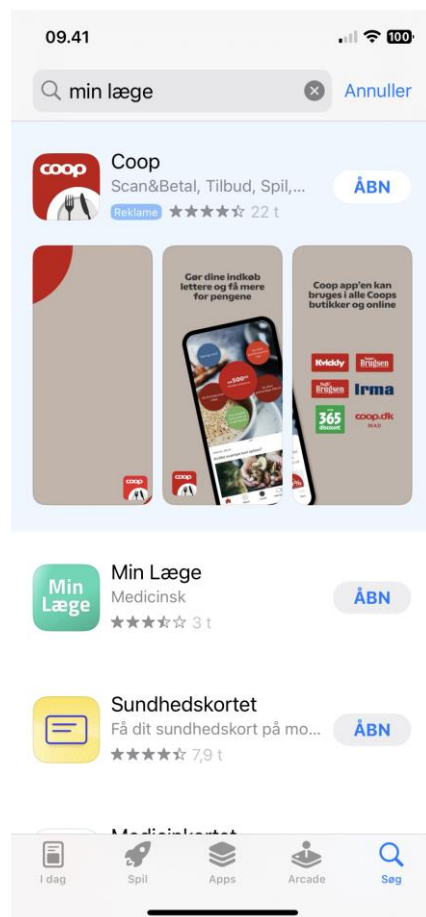 09.41
100
min læge
Annuller
coop
Coop
Scan&Betal, Tilbud, Spil,...
ÅBN
Reklame
22 t
Gør dine indkøb
lettere og få mere
for pengene
500
Coop app'en kan
bruges i alle Coops
butikker og online
Kvickly
Brugsen
Brugsen
Irma
365
discount
coop.dk
MAD
coop
coop
Min
Læge
Min Læge
Medicinsk
ÅBN
3 t
Sundhedskortet
Få dit sundhedskort på mo...
ÅBN
7,9 t
I dag
Spil
Apps
Arcade
Søg